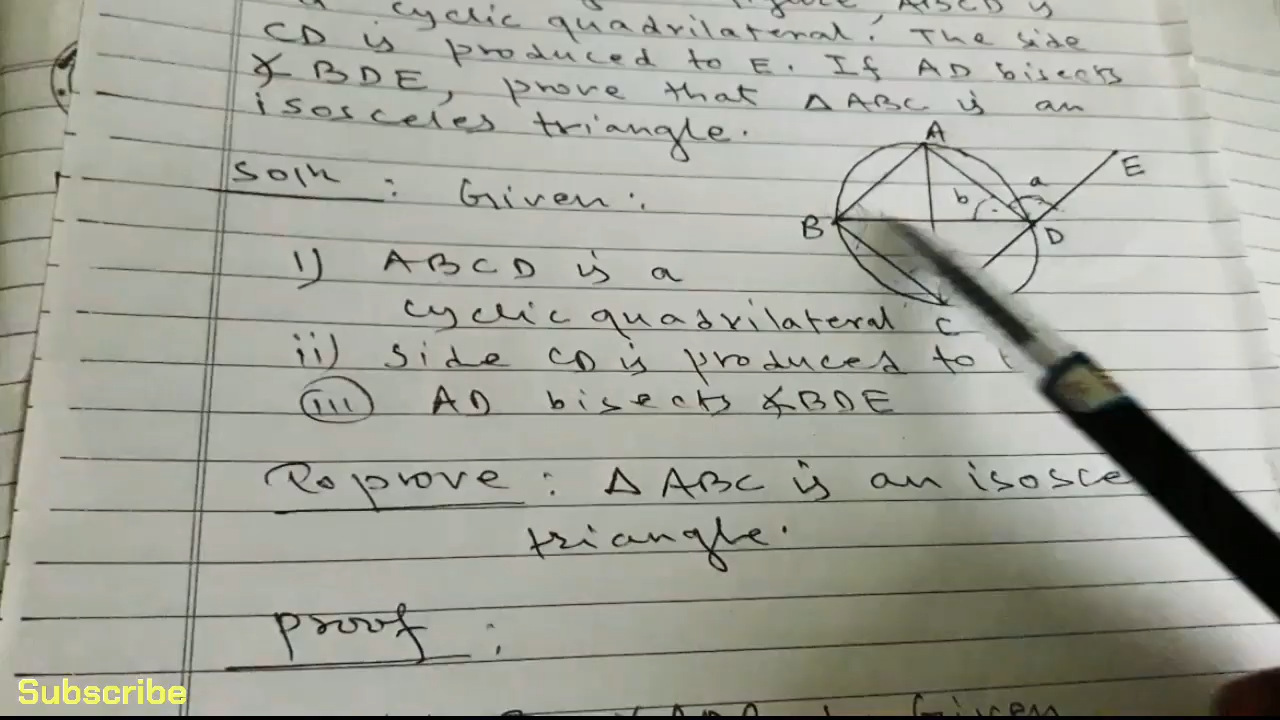 cyclic quadrilateral. The side
CD is produced to E. If AD bisects
∡ BDE, prove that Δ ABC is an
isosceles triangle.
Soln : Given :
A
E
a
b
B
D
i) ABCD is a
cyclic quadrilateral
C
ii) side CD is produced to
iii) AD bisects ∡BDE
To prove : Δ ABC is an isosce
triangle.
Proof :
Given
Subscribe